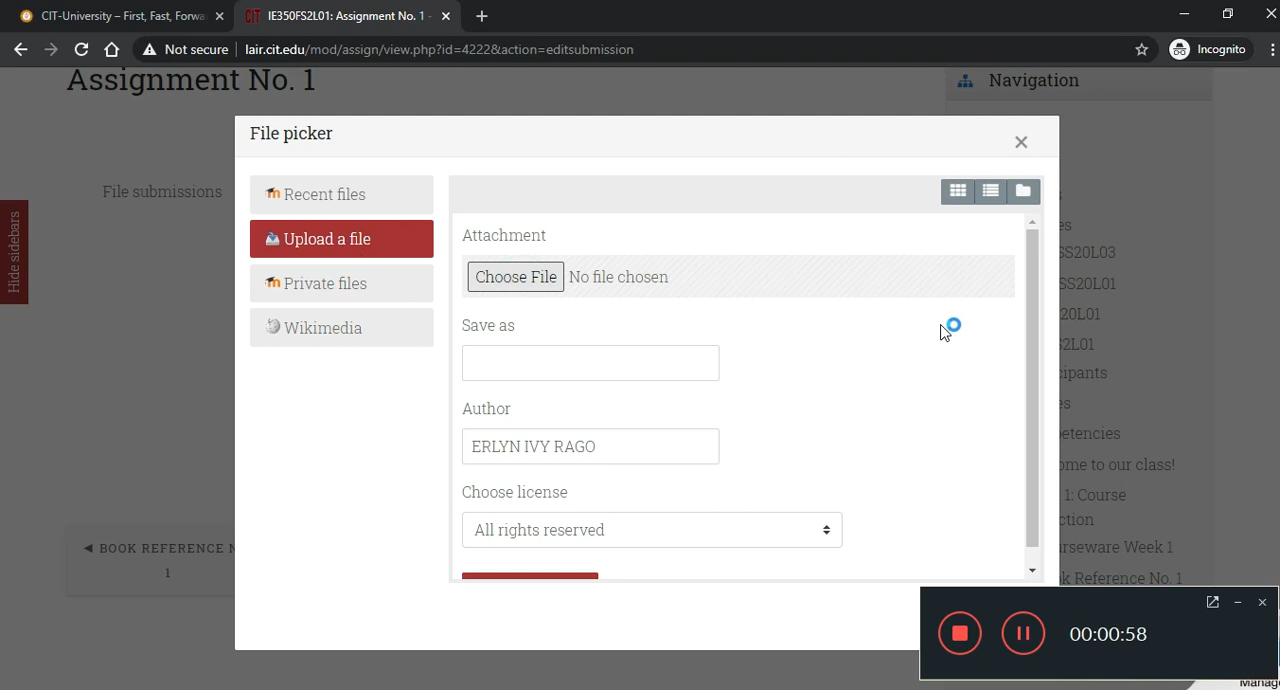 CIT-University – First, Fast, Forwa
CIT
IE350FS2L01: Assignment No. 1 -
Not secure
lair.cit.edu/mod/assign/view.php?id=4222&action=editsubmission
Incognito
Assignment No. 1
Navigation
File picker
Recent files
File submissions
Upload a file
Attachment
Hide sidebars
SS20L03
Choose File No file chosen
Private files
SS20L01
20L01
Save as
Wikimedia
S2L01
cipants
Author
es
ERLYN IVY RAGO
petencies
ome to our class!
Choose license
1: Course
ction
All rights reserved
BOOK REFERENCE N
1
urseware Week 1
k Reference No. 1
00:00:58
Manag